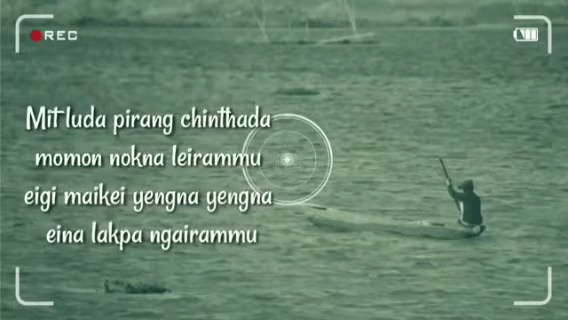 REC
Mit luda pirang chinthada
momon nokna leirammu
eigi maikei yengna yengna
eina lakpa ngairammu